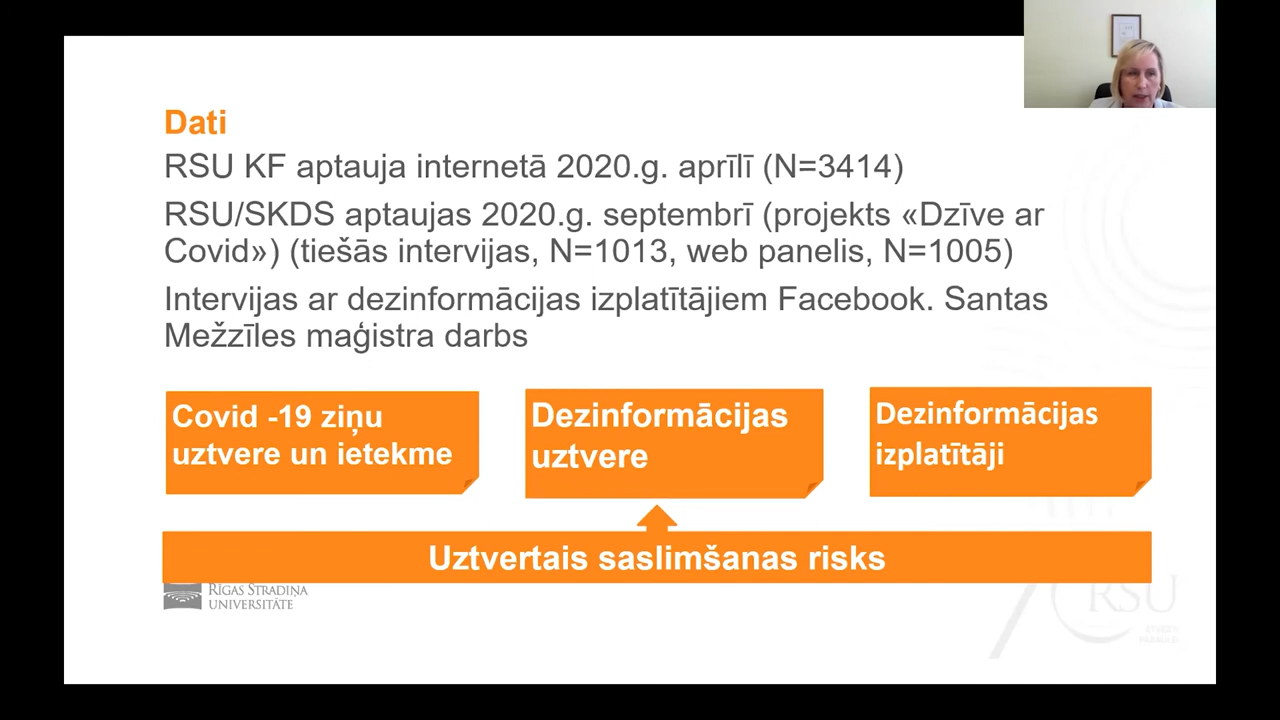 Dati
RSU KF aptauja internetā 2020.g. aprīlī (N=3414)
RSU/SKDS aptaujas 2020.g. septembrī (projekts «Dzīve ar
Covid») (tiešās intervijas, N=1013, web panelis, N=1005)
Intervijas ar dezinformācijas izplatītājiem Facebook. Santas
Mežzīles maģistra darbs
Covid -19 ziņu
uztvere un ietekme
Dezinformācijas
uztvere
Dezinformācijas
izplatītāji
Uztvertais saslimšanas risks
RĪGAS STRADIŅA
UNIVERSITĀTE
RSU